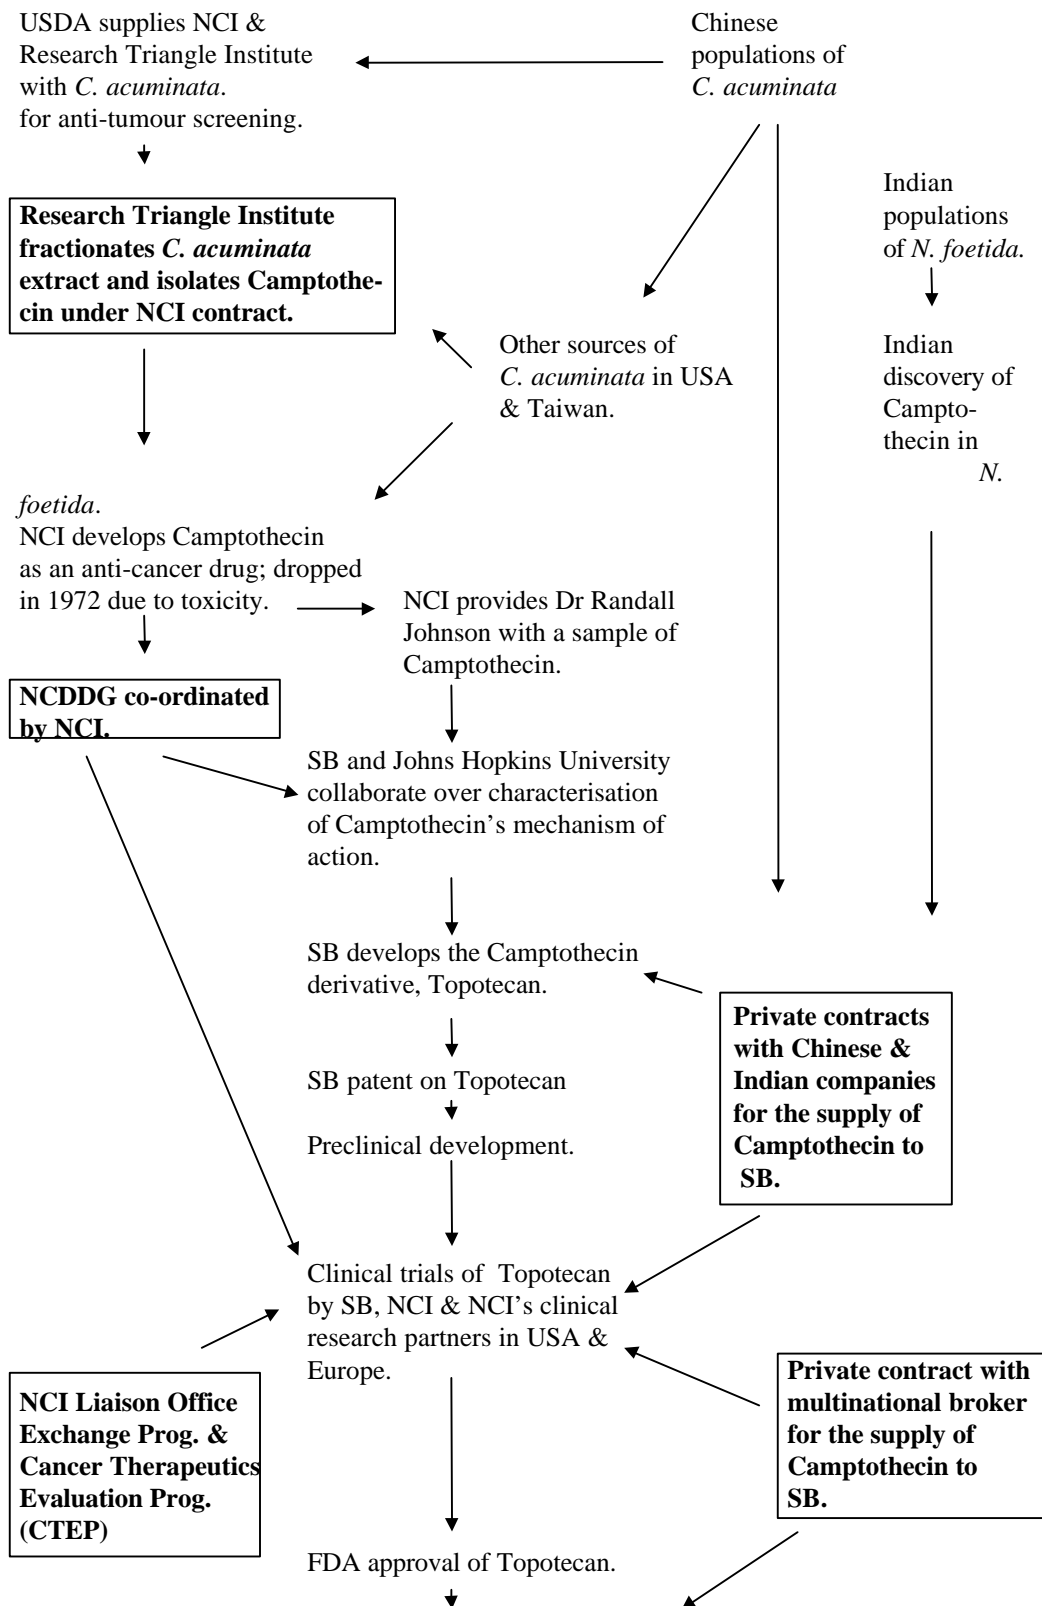 USDA supplies NCI &
Research Triangle Institute
with C. acuminata.
for anti-tumour screening.
Chinese
populations of
C. acuminata
Indian
populations
of N. foetida.
Research Triangle Institute
fractionates C. acuminata
extract and isolates Camptothe-
cin under NCI contract.
Other sources of
C. acuminata in USA
& Taiwan.
Indian
discovery of
Campto-
thecin in
N.
foetida.
NCI develops Camptothecin
as an anti-cancer drug; dropped
in 1972 due to toxicity.
NCI provides Dr Randall
Johnson with a sample of
Camptothecin.
NCDDG co-ordinated
by NCI.
SB and Johns Hopkins University
collaborate over characterisation
of Camptothecin’s mechanism of
action.
SB develops the Camptothecin
derivative, Topotecan.
Private contracts
with Chinese &
Indian companies
for the supply of
Camptothecin to
SB.
SB patent on Topotecan
Preclinical development.
Clinical trials of Topotecan
by SB, NCI & NCI’s clinical
research partners in USA &
Europe.
NCI Liaison Office
Exchange Prog. &
Cancer Therapeutics
Evaluation Prog.
(CTEP)
Private contract with
multinational broker
for the supply of
Camptothecin to
SB.
FDA approval of Topotecan.